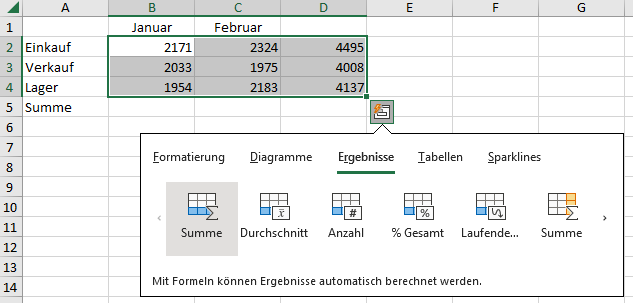 A B C D E F G
1 Januar Februar
2 Einkauf 2171 2324 4495
3 Verkauf 2033 1975 4008
4 Lager 1954 2183 4137
5 Summe
6
7
8 Formatierung Diagramme Ergebnisse Tabellen Sparklines
9
10
11
12 Summe Durchschnitt Anzahl % Gesamt Laufende... Summe
13
14 Mit Formeln können Ergebnisse automatisch berechnet werden.